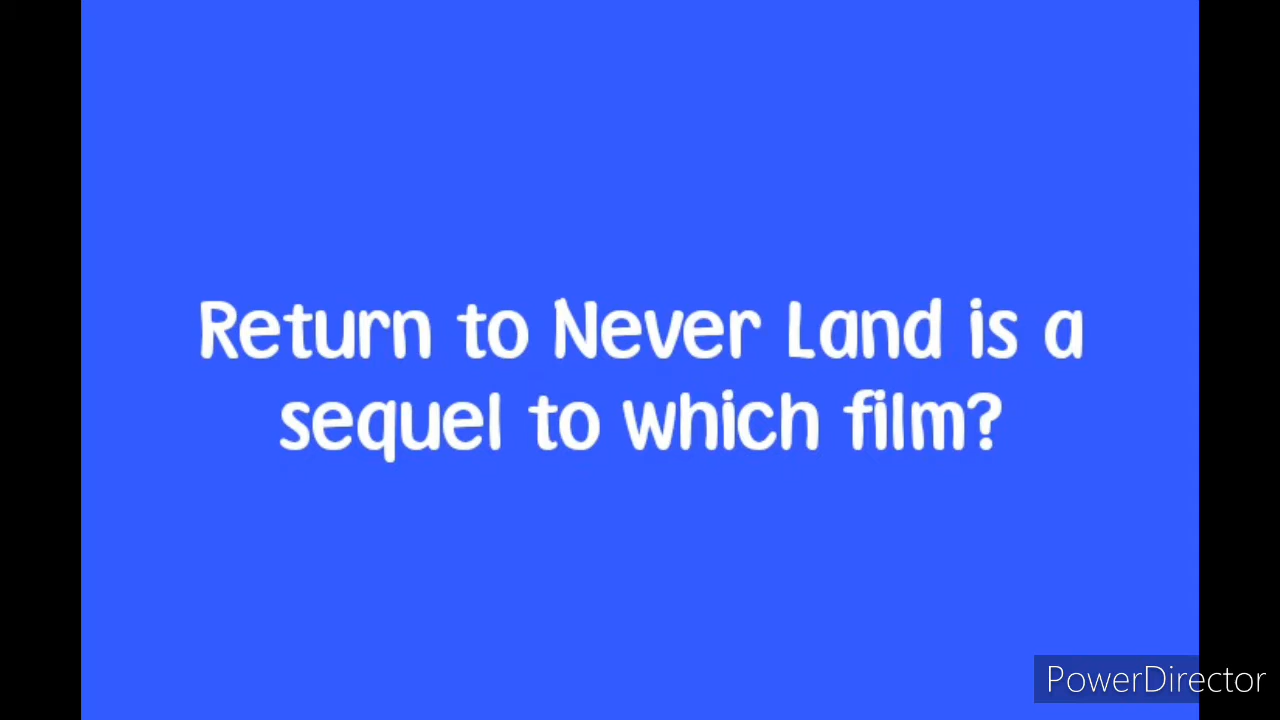 Return to Never Land is a
sequel to which film?
PowerDirector